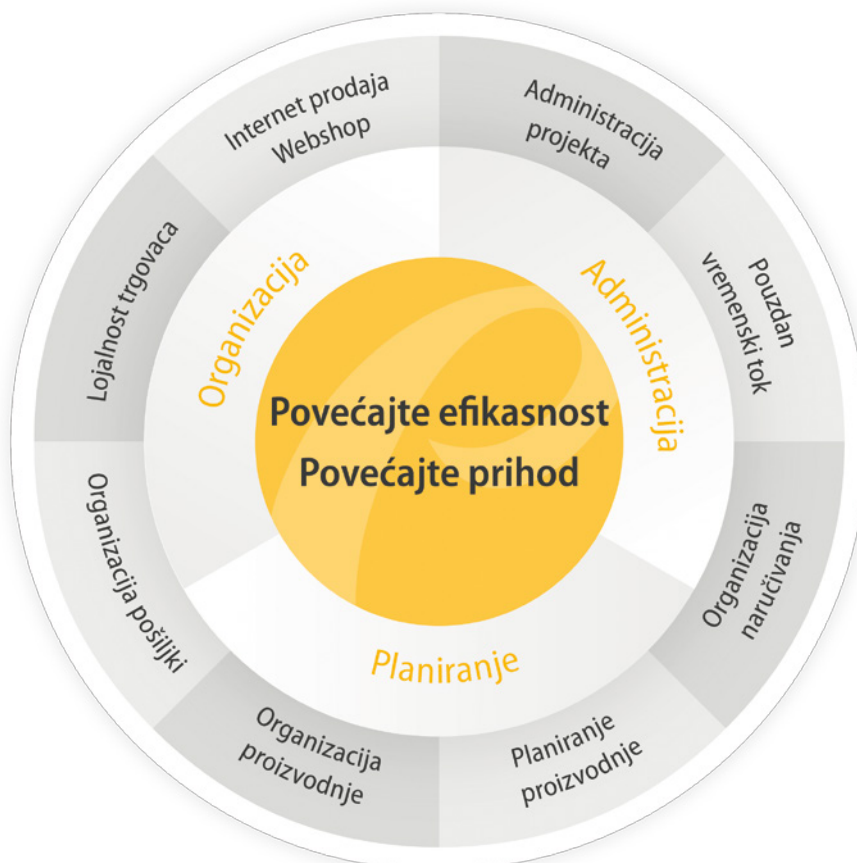 Povećajte efikasnost
Povećajte prihod
Organizacija
Administracija
Planiranje
Internet prodaja
Webshop
Administracija
projekta
Pouzdan
vremenski tok
Organizacija
naručivanja
Planiranje
proizvodnje
Organizacija
proizvodnje
Organizacija pošiljki
Lojalnost trgovaca